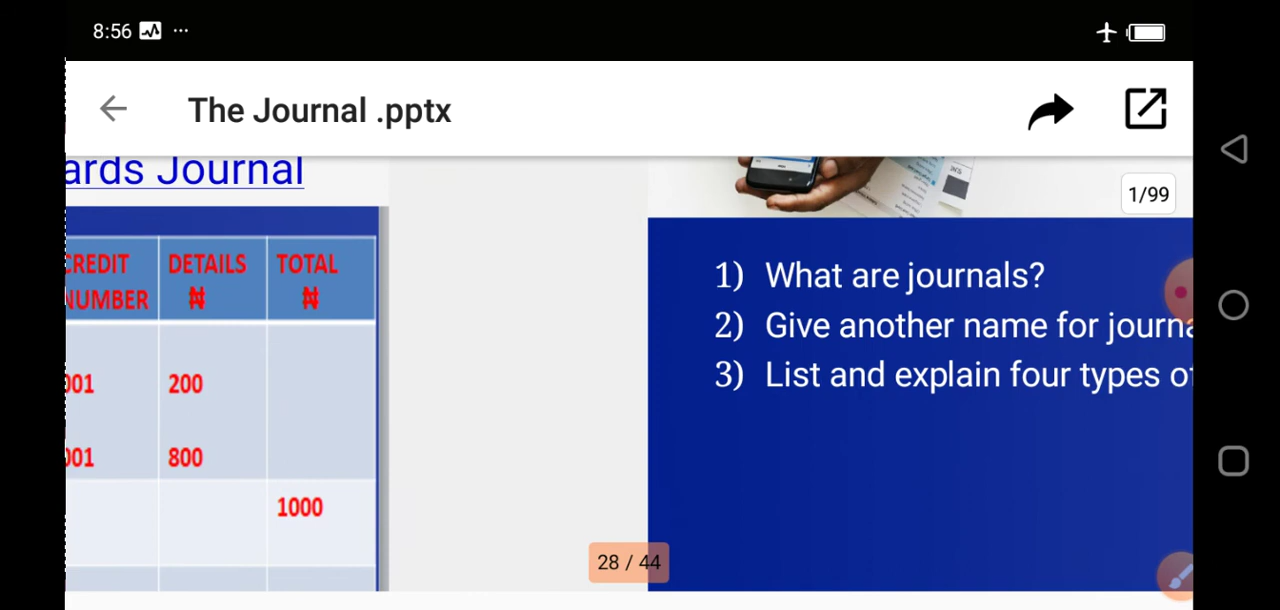 8:56
The Journal .pptx
ards Journal
1/99
CREDIT NUMBER
DETAILS ₦
TOTAL ₦
001 200
001 800
1000
1) What are journals?
2) Give another name for journa
3) List and explain four types of
28 / 44